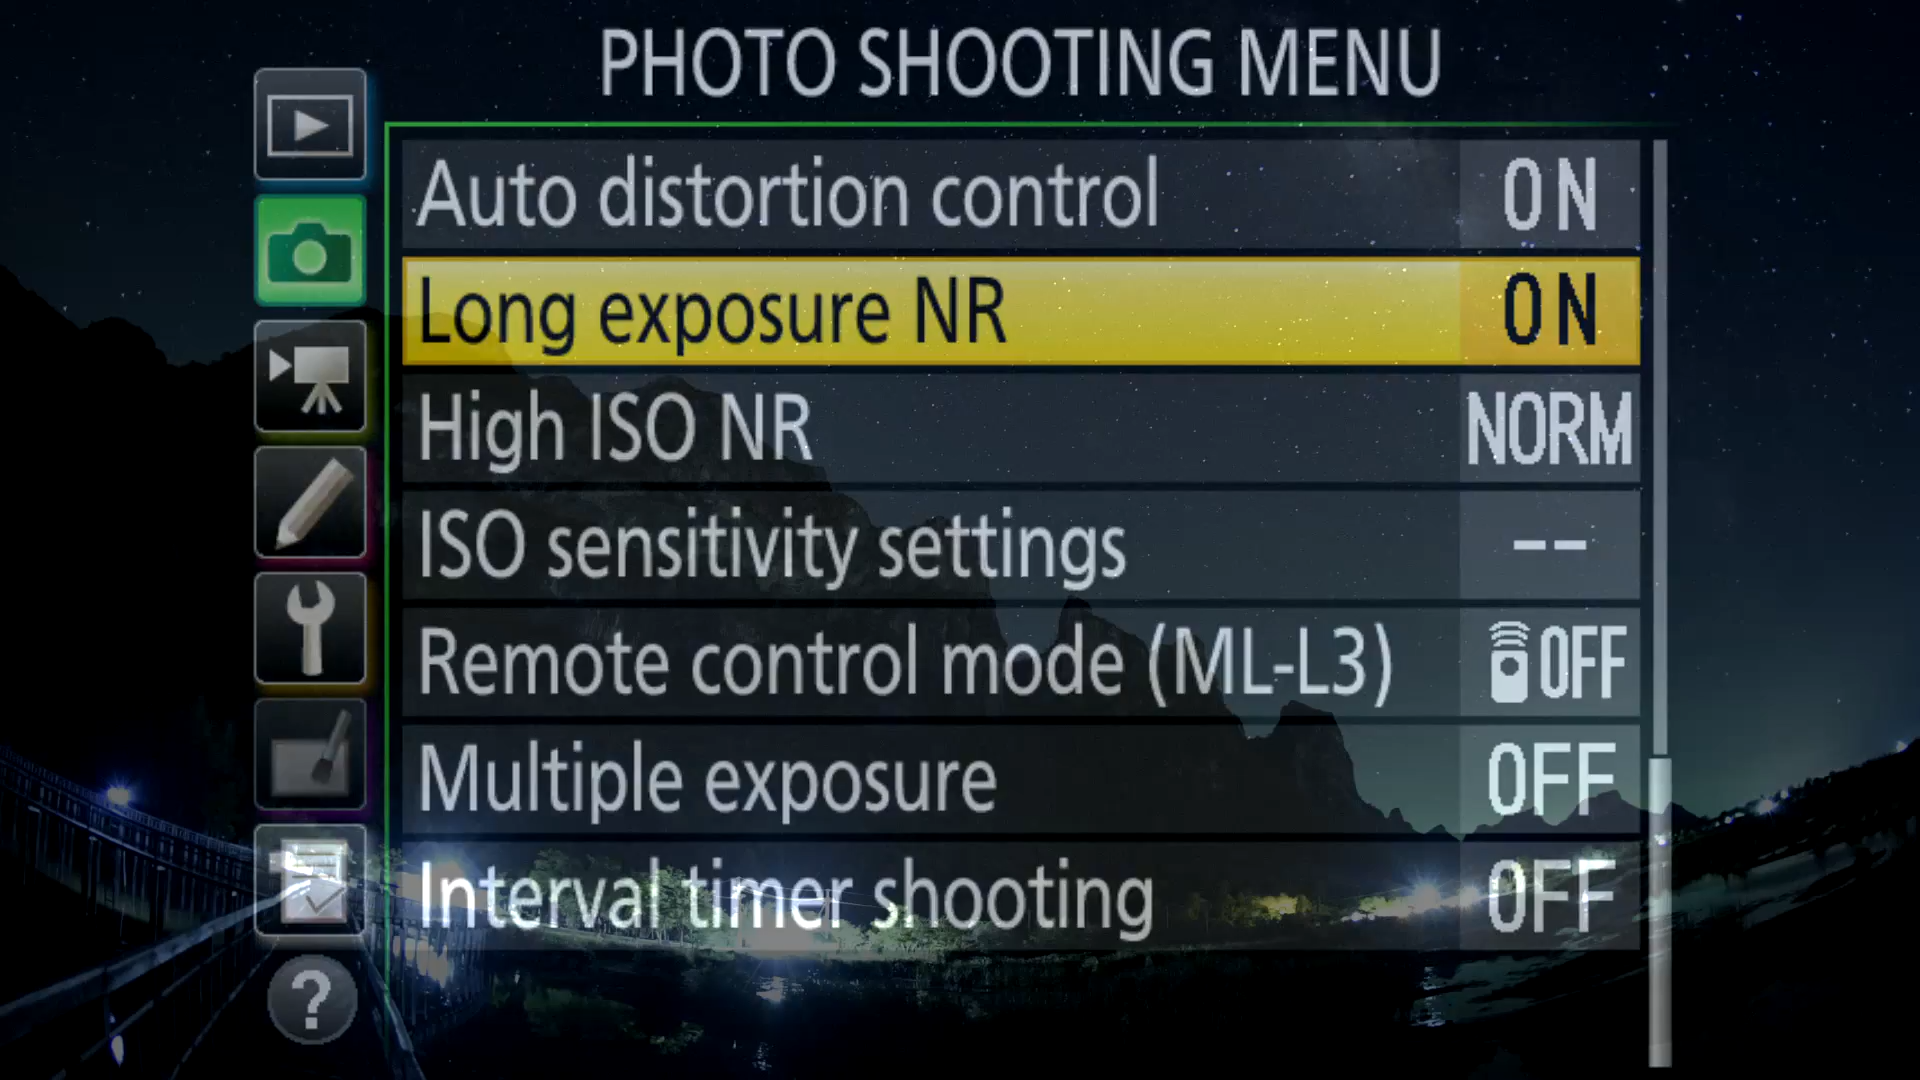 PHOTO SHOOTING MENU
Auto distortion control ON
Long exposure NR ON
High ISO NR NORM
ISO sensitivity settings --
Remote control mode (ML-L3) OFF
Multiple exposure OFF
Interval timer shooting OFF
?